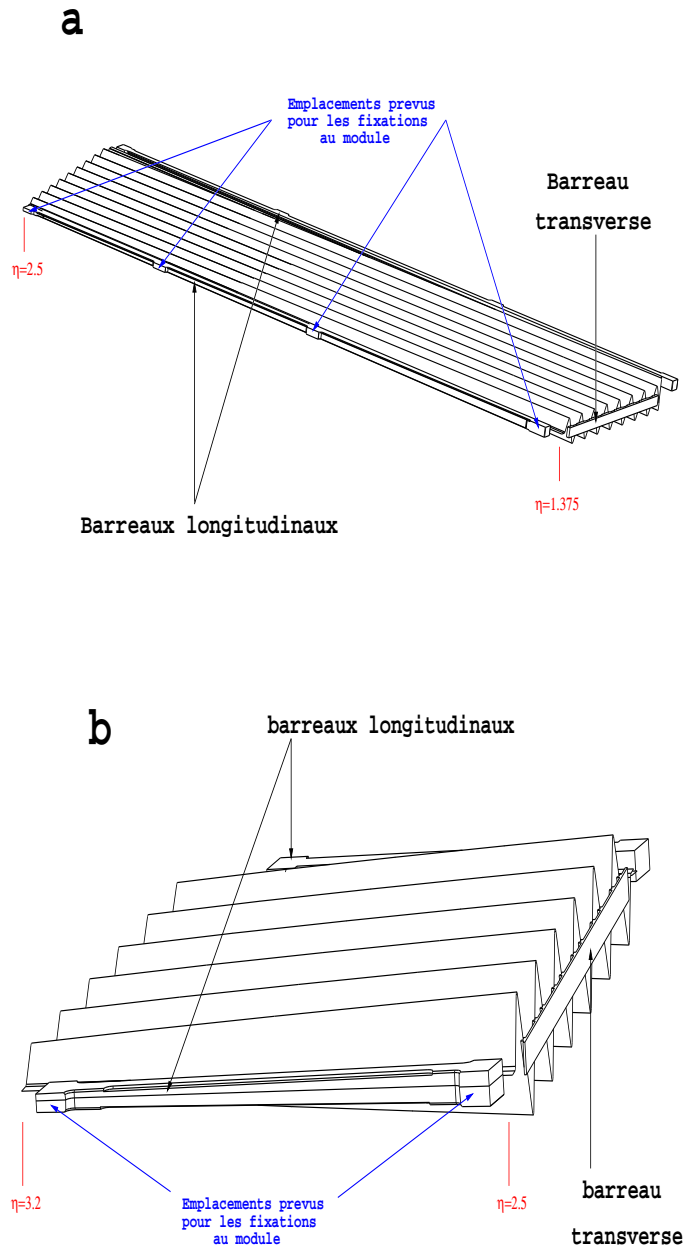 a
Emplacements prevus
pour les fixations
au module
Barreau
transverse
η=2.5
η=1.375
Barreaux longitudinaux
b
barreaux longitudinaux
η=3.2
Emplacements prevus
pour les fixations
au module
η=2.5
barreau
transverse